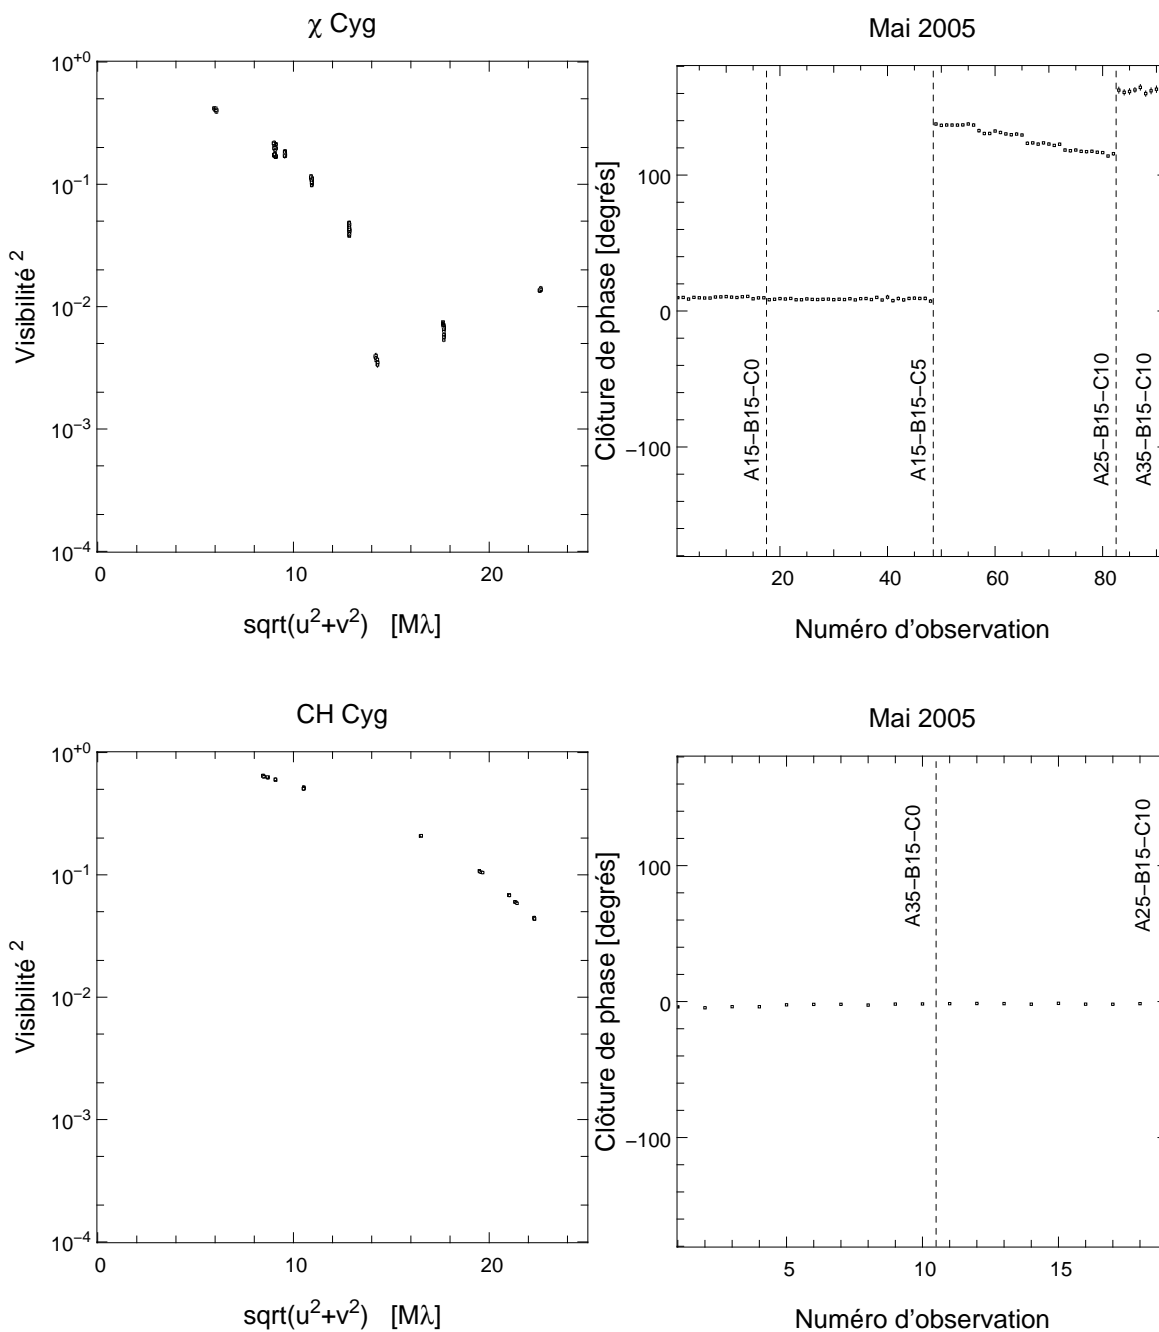 χ Cyg
10+0
10−1
10−2
10−3
10−4
0
10
20
Visibilité 2
sqrt(u2+v2) [Mλ]
Mai 2005
100
0
−100
20
40
60
80
Clôture de phase [degrés]
A15−B15−C0
A15−B15−C5
A25−B15−C10
A35−B15−C10
Numéro d'observation
CH Cyg
10+0
10−1
10−2
10−3
10−4
0
10
20
Visibilité 2
sqrt(u2+v2) [Mλ]
Mai 2005
100
0
−100
5
10
15
Clôture de phase [degrés]
A35−B15−C0
A25−B15−C10
Numéro d'observation